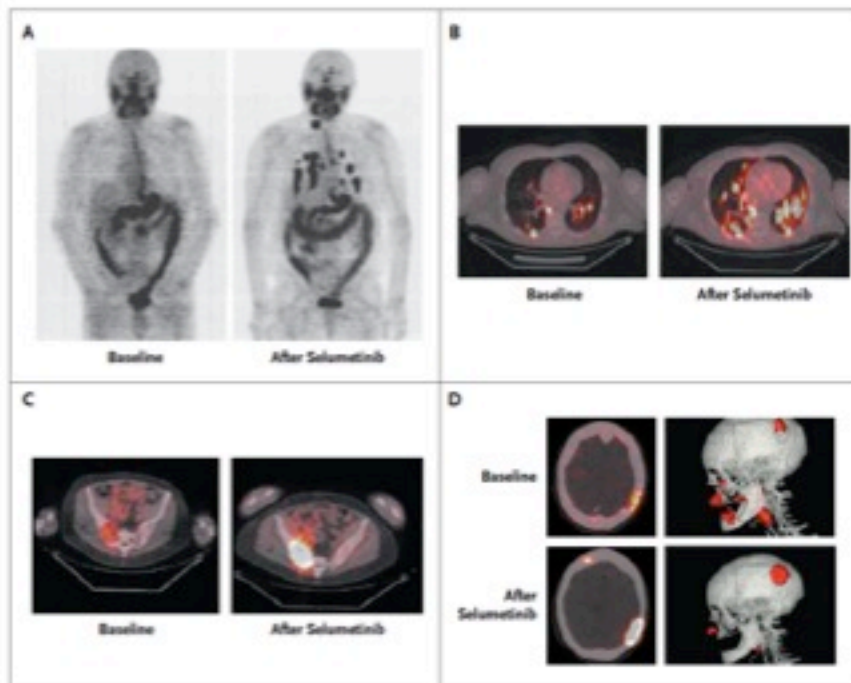 A
Baseline
After Selumetinib
B
Baseline
After Selumetinib
C
Baseline
After Selumetinib
D
Baseline
After
Selumetinib